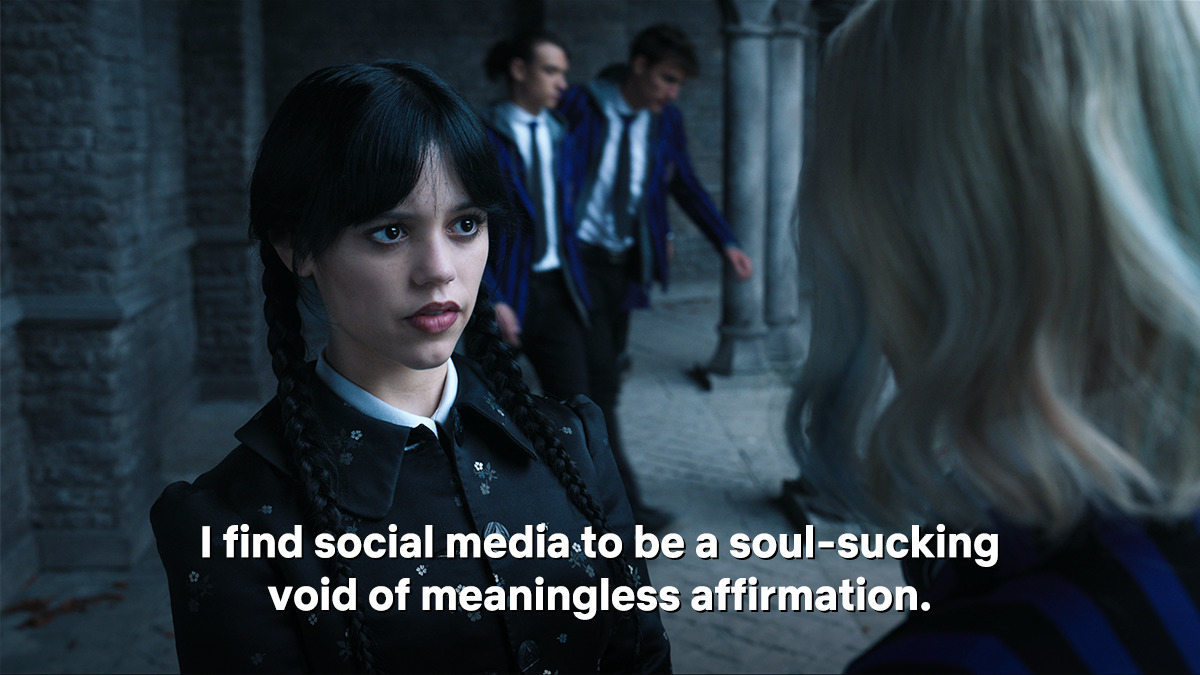 I find social media to be a soul-sucking
void of meaningless affirmation.